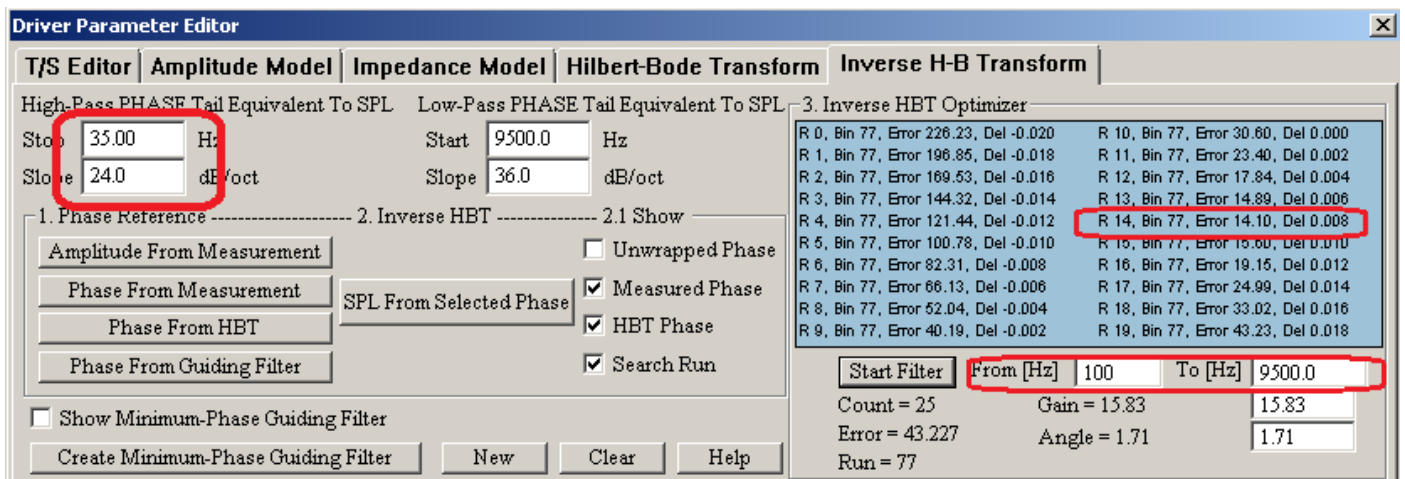 Driver Parameter Editor
T/S Editor Amplitude Model Impedance Model Hilbert-Bode Transform Inverse H-B Transform
High-Pass PHASE Tail Equivalent To SPL Low-Pass PHASE Tail Equivalent To SPL
Stop 35.00 Hz Start 9500.0 Hz
Slope 24.0 dB/oct Slope 36.0 dB/oct
1. Phase Reference -------------------- 2. Inverse HBT --------------- 2.1 Show
Amplitude From Measurement
Phase From Measurement
Phase From HBT
Phase From Guiding Filter
SPL From Selected Phase
Unwrapped Phase
Measured Phase
HBT Phase
Search Run
Show Minimum-Phase Guiding Filter
Create Minimum-Phase Guiding Filter New Clear Help
3. Inverse HBT Optimizer
R 0, Bin 77, Error 226.23, Del -0.020
R 1, Bin 77, Error 196.85, Del -0.018
R 2, Bin 77, Error 169.53, Del -0.016
R 3, Bin 77, Error 144.32, Del -0.014
R 4, Bin 77, Error 121.44, Del -0.012
R 5, Bin 77, Error 100.78, Del -0.010
R 6, Bin 77, Error 82.31, Del -0.008
R 7, Bin 77, Error 66.13, Del -0.006
R 8, Bin 77, Error 52.04, Del -0.004
R 9, Bin 77, Error 40.19, Del -0.002
R 10, Bin 77, Error 30.60, Del 0.000
R 11, Bin 77, Error 23.40, Del 0.002
R 12, Bin 77, Error 17.84, Del 0.004
R 13, Bin 77, Error 14.89, Del 0.006
R 14, Bin 77, Error 14.10, Del 0.008
R 15, Bin 77, Error 15.60, Del 0.010
R 16, Bin 77, Error 19.15, Del 0.012
R 17, Bin 77, Error 24.99, Del 0.014
R 18, Bin 77, Error 33.02, Del 0.016
R 19, Bin 77, Error 43.23, Del 0.018
Start Filter From [Hz] 100 To [Hz] 9500.0
Count = 25 Gain = 15.83 15.83
Error = 43.227 Angle = 1.71 1.71
Run = 77